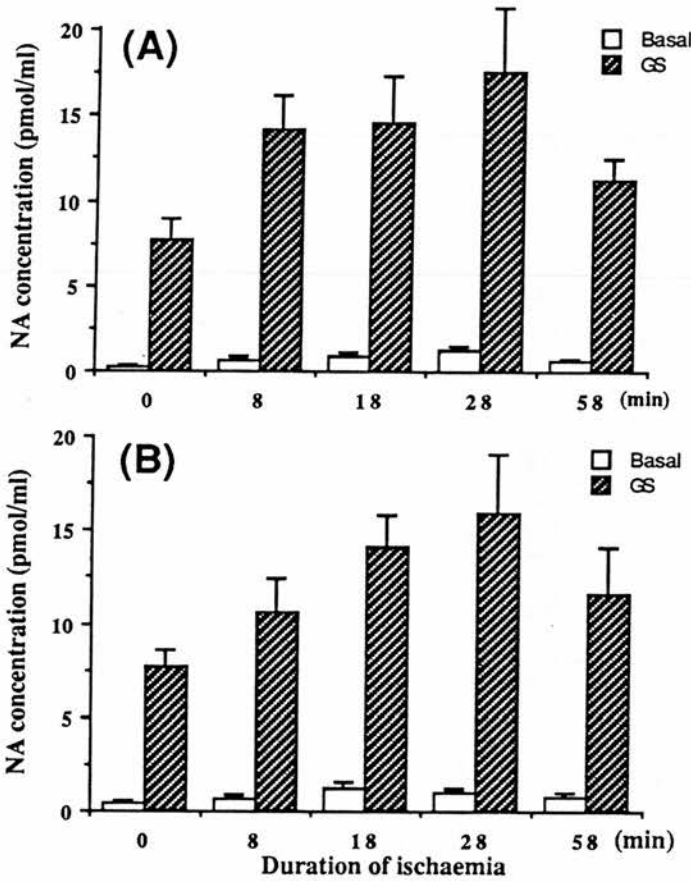 (A)
Basal
GS
NA concentration (pmol/ml)
20
15
10
5
0
0 8 18 28 58 (min)
(B)
Basal
GS
NA concentration (pmol/ml)
20
15
10
5
0
0 8 18 28 58 (min)
Duration of ischaemia